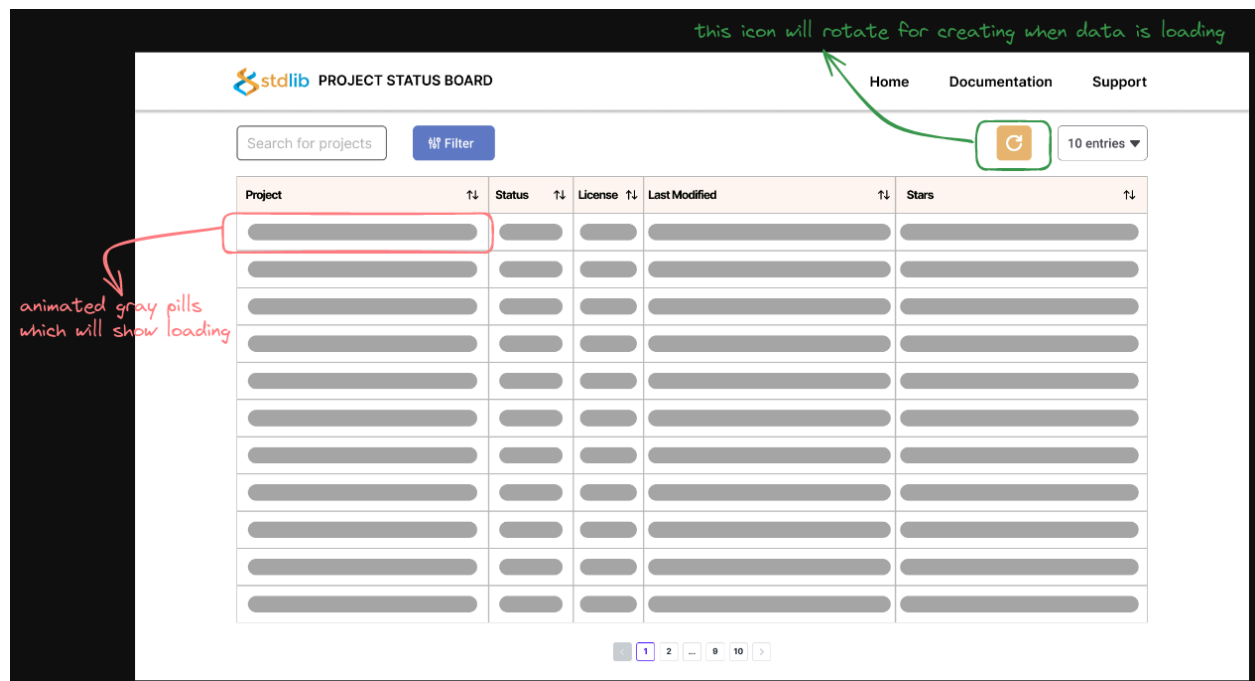 this icon will rotate for creating when data is loading
stdlib PROJECT STATUS BOARD
Home Documentation Support
Search for projects
Filter
10 entries
Project Status License Last Modified Stars
animated gray pills
which will show loading
< 1 2 ... 9 10 >